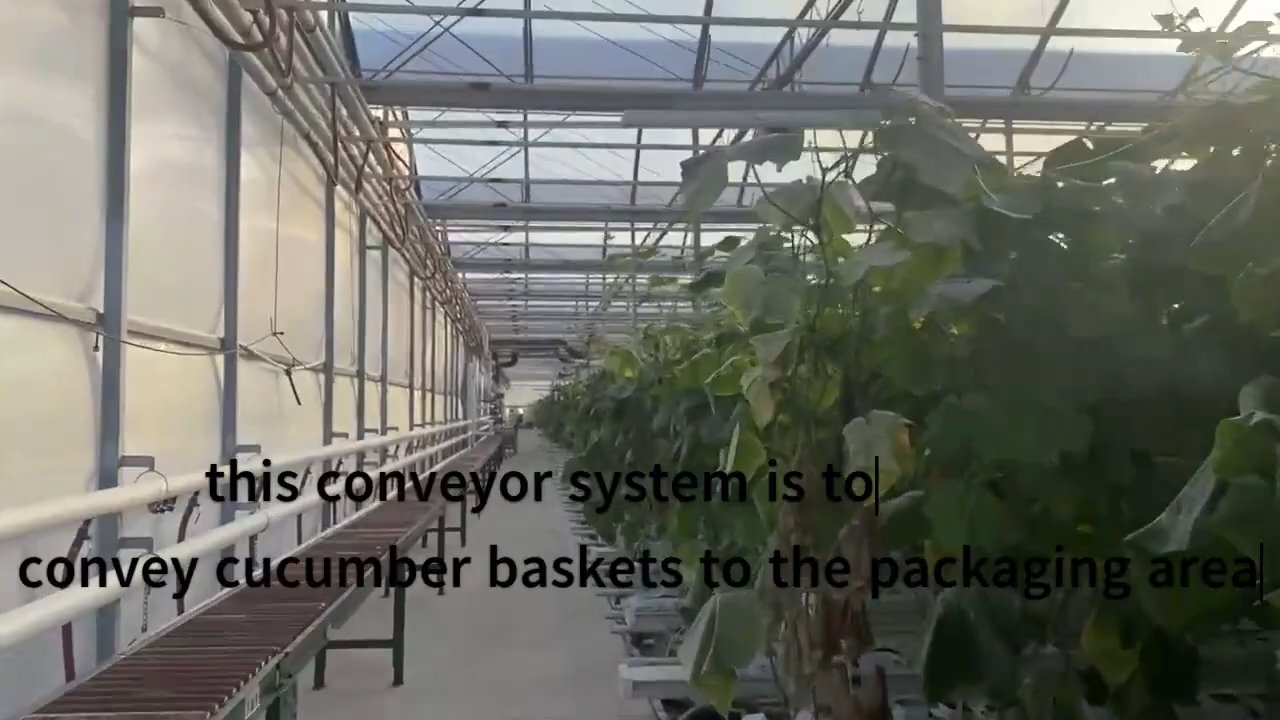 this conveyor system is to
convey cucumber baskets to the packaging area